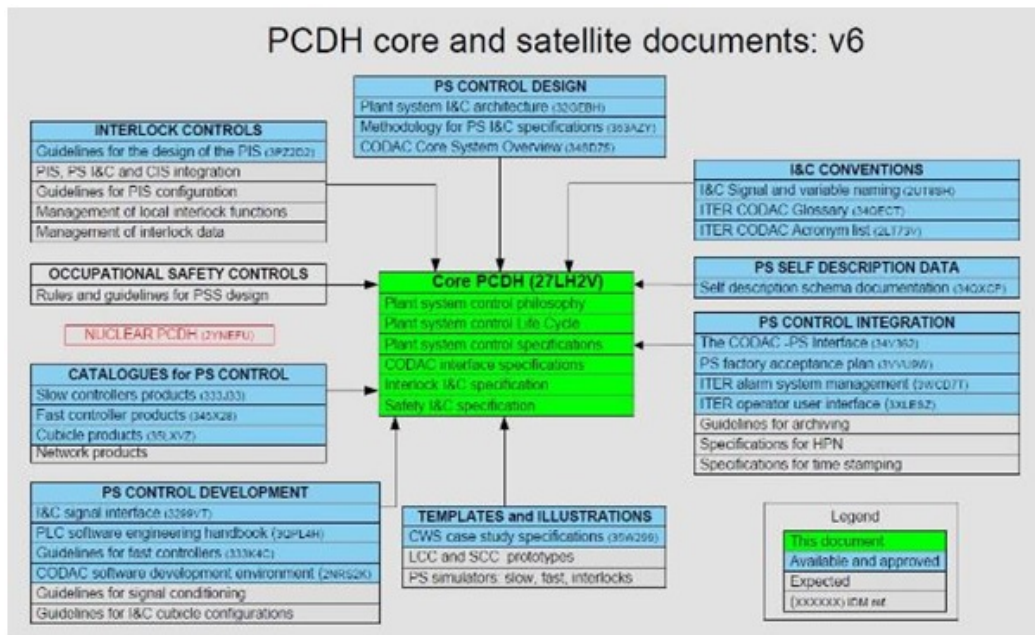 PCDH core and satellite documents: v6
PS CONTROL DESIGN
Plant system I&C architecture (32GEBH)
Methodology for PS I&C specifications (353AZY)
CODAC Core System Overview (34SDZ5)
INTERLOCK CONTROLS
Guidelines for the design of the PIS (3PZ2D2)
PIS, PS I&C and CIS integration
Guidelines for PIS configuration
Management of local interlock functions
Management of interlock data
I&C CONVENTIONS
I&C Signal and variable naming (2UT8SH)
ITER CODAC Glossary (34QECT)
ITER CODAC Acronym list (2LT73V)
OCCUPATIONAL SAFETY CONTROLS
Rules and guidelines for PSS design
NUCLEAR PCDH (2YNEFU)
Core PCDH (27LH2V)
Plant system control philosophy
Plant system control Life Cycle
Plant system control specifications
CODAC interface specifications
Interlock I&C specification
Safety I&C specification
PS SELF DESCRIPTION DATA
Self description schema documentation (34QXCP)
PS CONTROL INTEGRATION
The CODAC -PS Interface (34V362)
PS factory acceptance plan (3VVU9W)
ITER alarm system management (3WCD7T)
ITER operator user interface (3XLESZ)
Guidelines for archiving
Specifications for HPN
Specifications for time stamping
CATALOGUES for PS CONTROL
Slow controllers products (333J33)
Fast controller products (345X28)
Cubicle products (35LXVZ)
Network products
PS CONTROL DEVELOPMENT
I&C signal interface (3299VT)
PLC software engineering handbook (3QPL4H)
Guidelines for fast controllers (333K4C)
CODAC software development environment (2NRS2K)
Guidelines for signal conditioning
Guidelines for I&C cubicle configurations
TEMPLATES and ILLUSTRATIONS
CWS case study specifications (35W299)
LCC and SCC prototypes
PS simulators: slow, fast, interlocks
Legend
This document
Available and approved
Expected
(XXXXXX) IDM ref